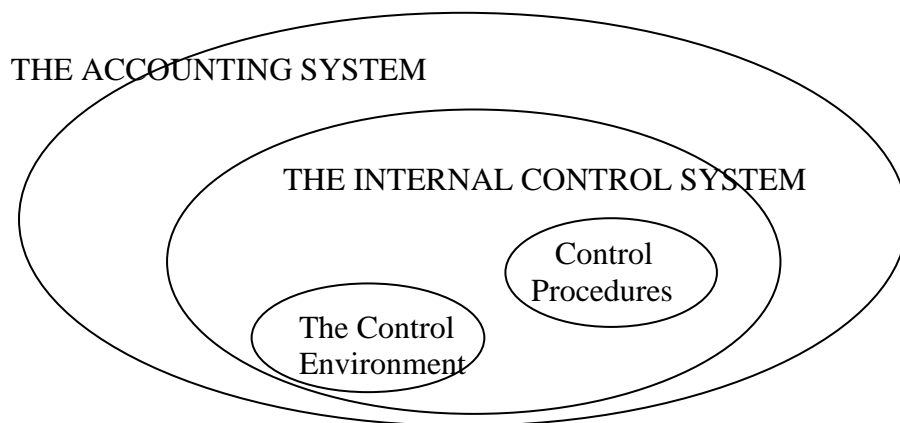 THE ACCOUNTING SYSTEM
THE INTERNAL CONTROL SYSTEM
Control
Procedures
The Control
Environment